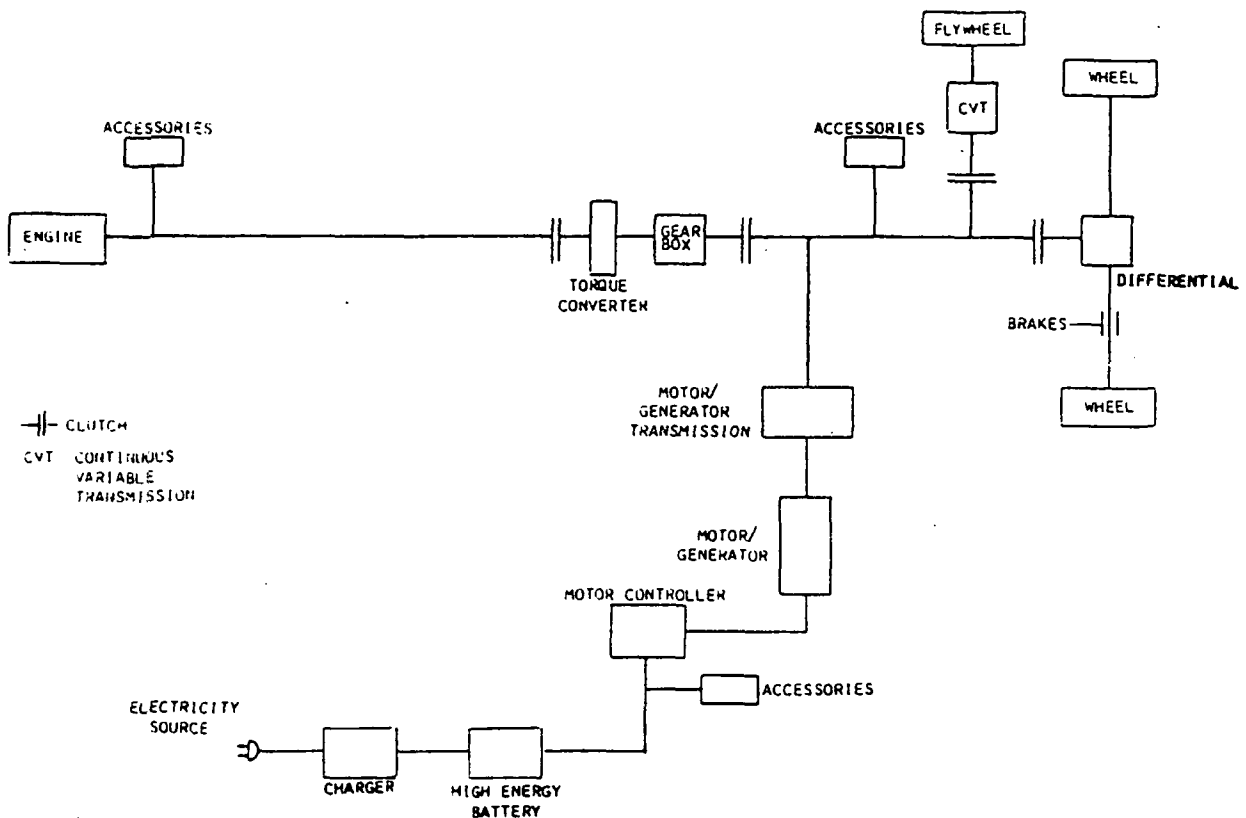 FLYWHEEL
WHEEL
CVT
ACCESSORIES
ACCESSORIES
ENGINE
GEAR
BOX
TORQUE
CONVERTER
DIFFERENTIAL
BRAKES
WHEEL
MOTOR/
GENERATOR
TRANSMISSION
CLUTCH
CVT CONTINUOUS
VARIABLE
TRANSMISSION
MOTOR/
GENERATOR
MOTOR CONTROLLER
ACCESSORIES
ELECTRICITY
SOURCE
CHARGER
HIGH ENERGY
BATTERY